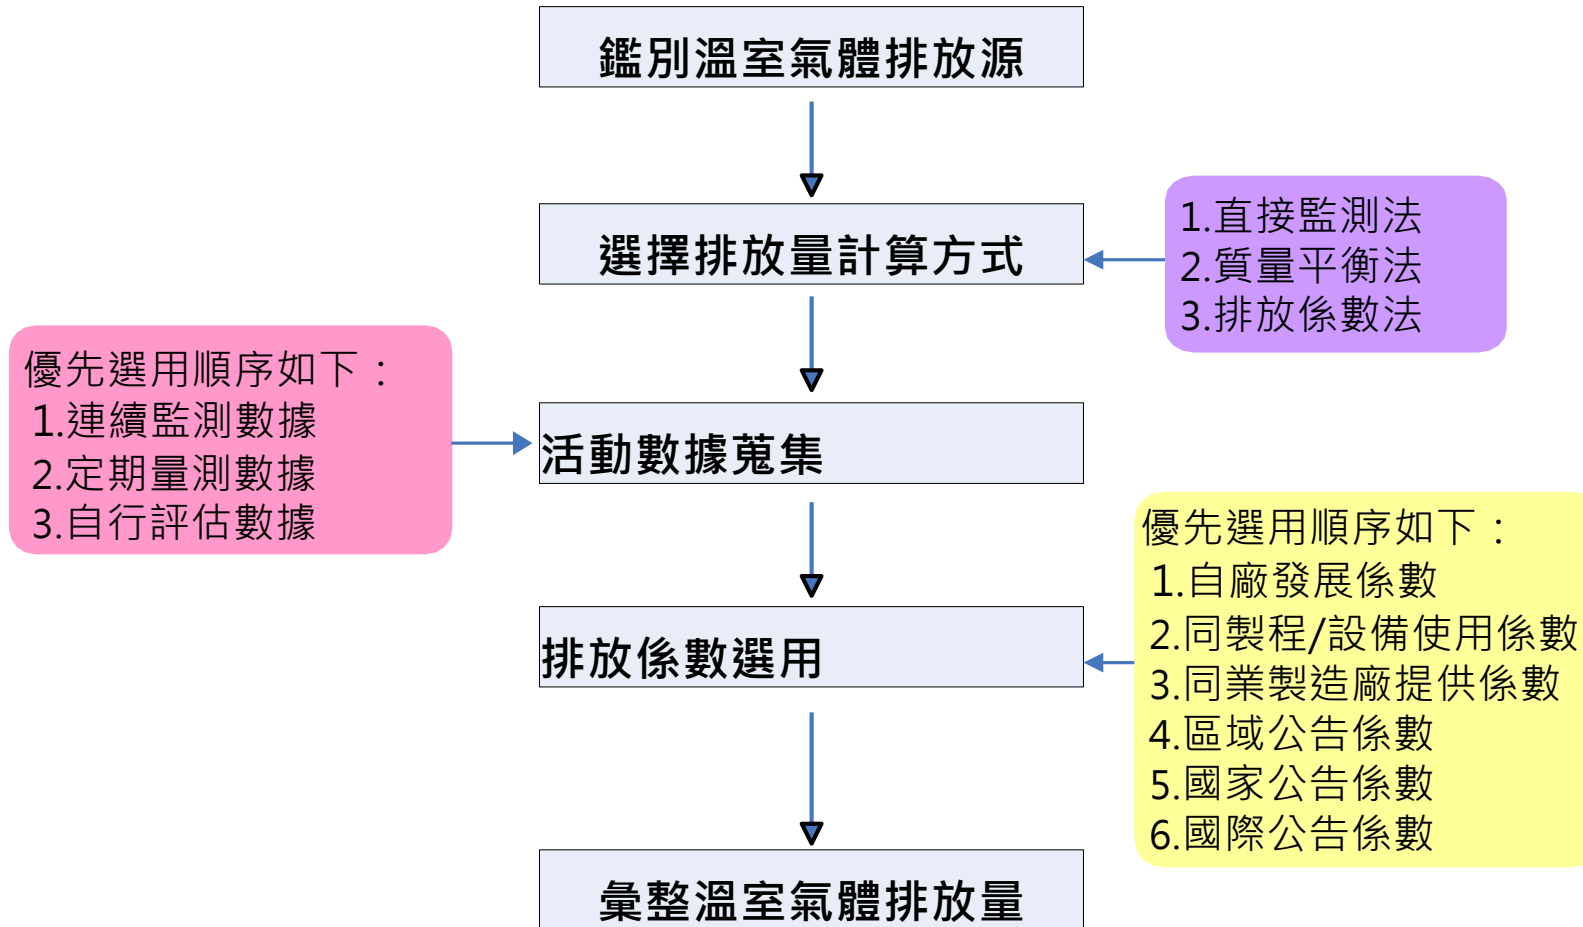 鑑別溫室氣體排放源
選擇排放量計算方式
1.直接監測法
2.質量平衡法
3.排放係數法
優先選用順序如下：
1.連續監測數據
2.定期量測數據
3.自行評估數據
活動數據蒐集
優先選用順序如下：
1.自廠發展係數
2.同製程/設備使用係數
3.同業製造廠提供係數
4.區域公告係數
5.國家公告係數
6.國際公告係數
排放係數選用
彙整溫室氣體排放量